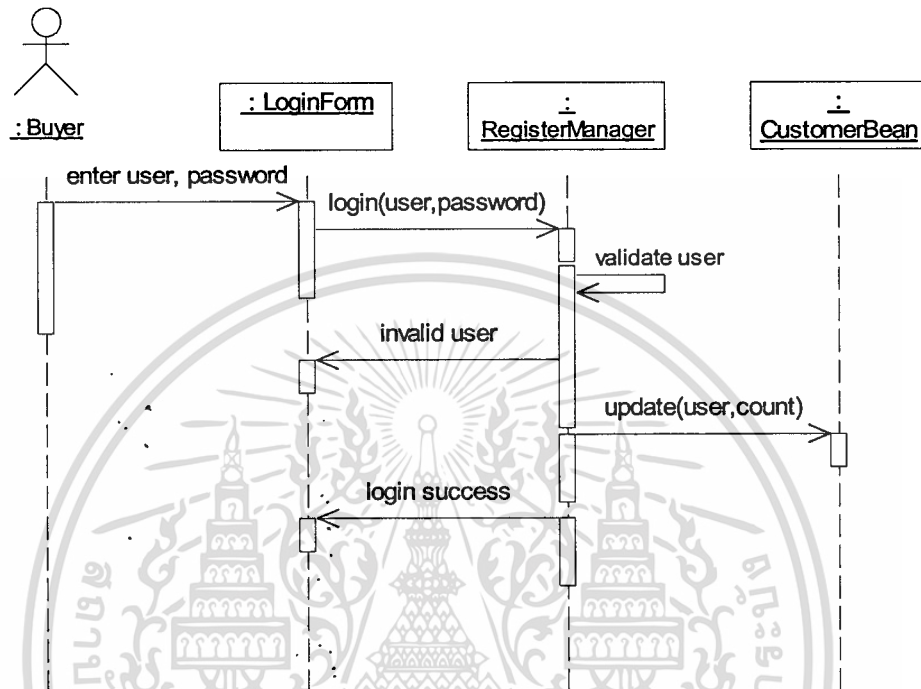 : Buyer
: LoginForm
:
RegisterManager
:
CustomerBean
enter user, password
login(user,password)
validate user
invalid user
update(user,count)
login success